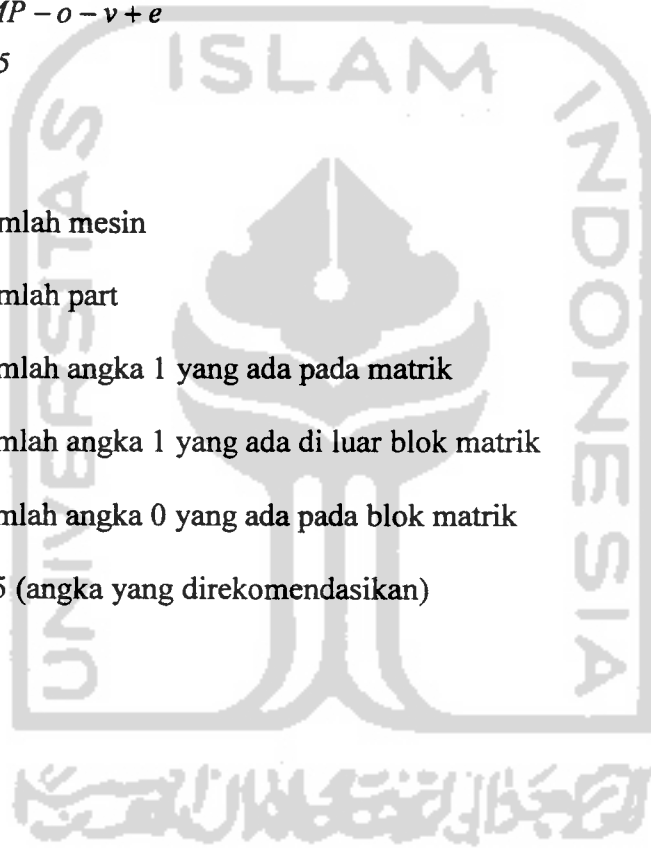 MP – o – v + e
5
ISLAM
UNIVERSITAS
INDONESIA
mlah mesin
mlah part
mlah angka 1 yang ada pada matrik
mlah angka 1 yang ada di luar blok matrik
mlah angka 0 yang ada pada blok matrik
5 (angka yang direkomendasikan)